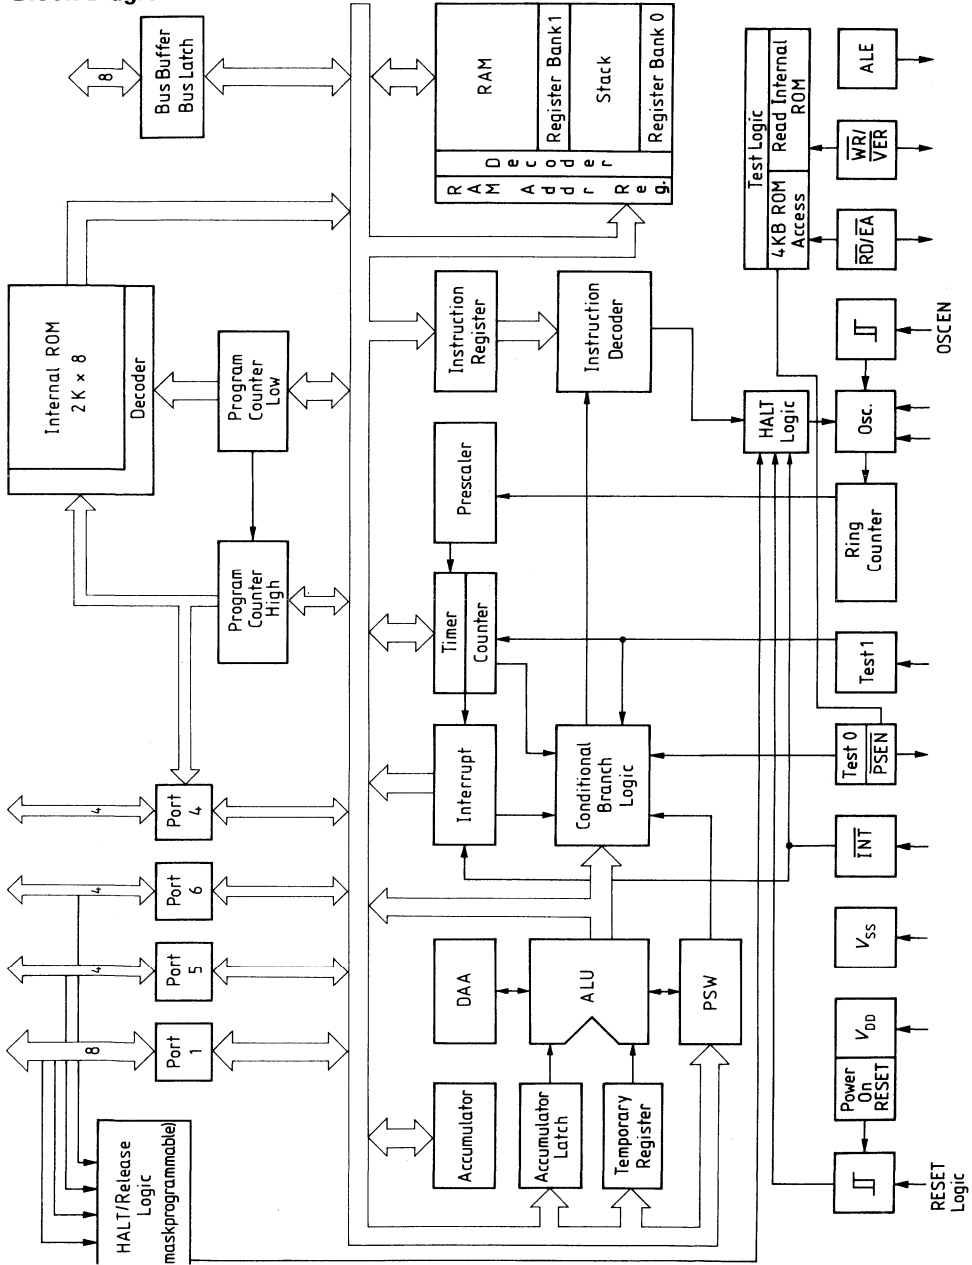 8
Bus Buffer
Bus Latch
Internal ROM
2 K x 8
Decoder
Program
Counter
Low
Program
Counter
High
4
Port
4
4
Port
6
4
Port
5
8
Port
1
HALT/Release
Logic
maskprogrammable)
RAM
Register Bank 1
Stack
Register Bank 0
Decoder
RAM Addr Reg.
Instruction
Register
Instruction
Decoder
Prescaler
Timer
Counter
Interrupt
Conditional
Branch
Logic
DAA
ALU
PSW
Accumulator
Accumulator
Latch
Temporary
Register
Test Logic
4KB ROM
Access
Read Internal
ROM
HALT
Logic
ALE
WR/
VER
RD/EA
OSCEN
Osc.
Ring
Counter
Test 1
Test 0
PSEN
INT
VSS
VDD
Power
On
RESET
RESET
Logic